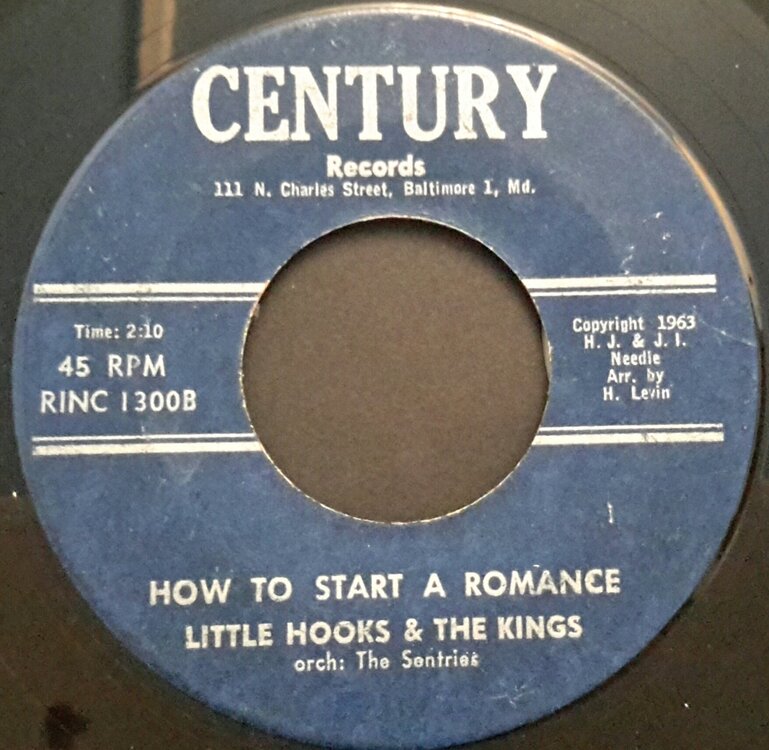 CENTURY
Records
111 N. Charles Street, Baltimore 1, Md.
Time: 2:10
45 RPM
RINC 1300B
Copyright 1963
H. J. & J. I.
Needle
Arr. by
H. Levin
HOW TO START A ROMANCE
LITTLE HOOKS & THE KINGS
orch: The Sentries